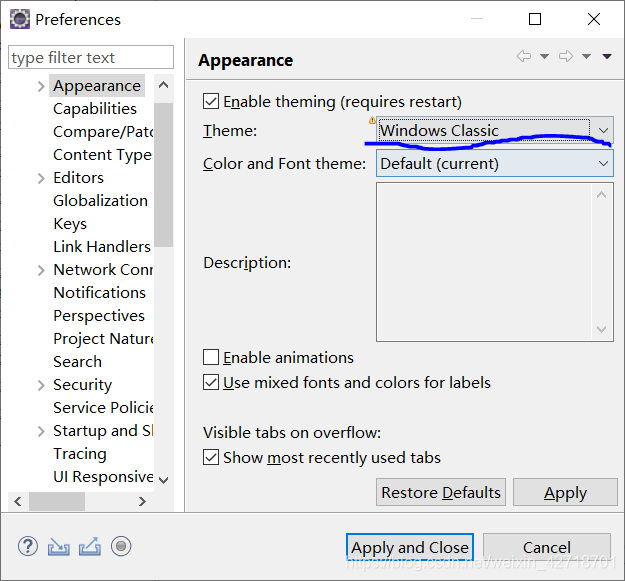 Preferences
type filter text
Appearance
Capabilities
Compare/Patc
Content Type
Editors
Globalization
Keys
Link Handlers
Network Conn
Notifications
Perspectives
Project Nature
Search
Security
Service Policie
Startup and Sh
Tracing
UI Responsive
Appearance
Enable theming (requires restart)
Theme: Windows Classic
Color and Font theme: Default (current)
Description:
Enable animations
Use mixed fonts and colors for labels
Visible tabs on overflow:
Show most recently used tabs
Restore Defaults Apply
? Apply and Close Cancel
https://blog.csdn.net/weixin_42718701